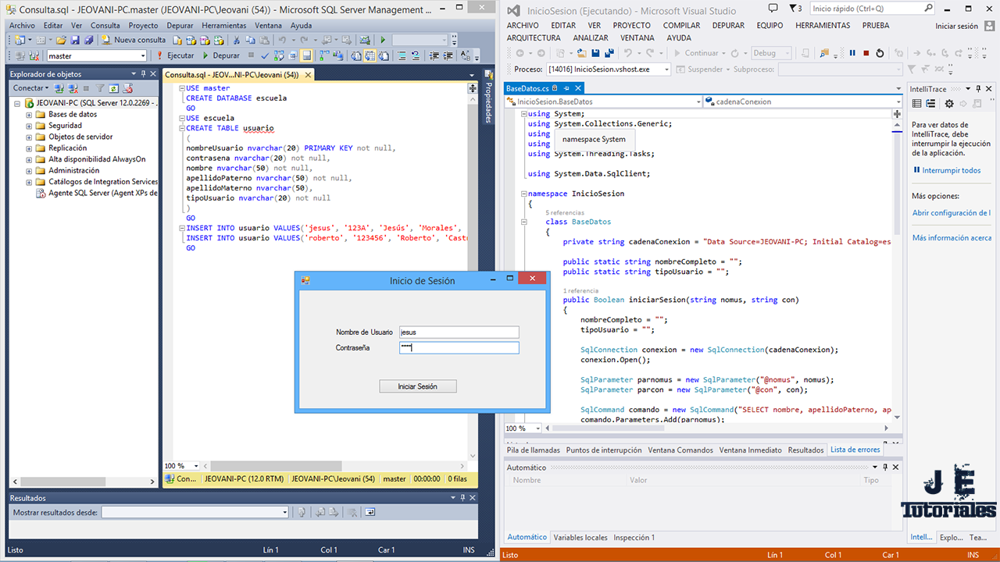 Consulta.sql - JEOVANI-PC.master (JEOVANI-PC\Jeovani (54)) - Microsoft SQL Server Management ...
Archivo Editar Ver Consulta Proyecto Depurar Herramientas Ventana Ayuda
Nueva consulta
master Ejecutar Depurar
Explorador de objetos
Conectar
JEOVANI-PC (SQL Server 12.0.2269 - .
Bases de datos
Seguridad
Objetos de servidor
Replicación
Alta disponibilidad AlwaysOn
Administración
Catálogos de Integration Services
Agente SQL Server (Agent XPs de
Consulta.sql - JEO...NI-PC\Jeovani (54))
Propiedades
USE master
CREATE DATABASE escuela
GO
USE escuela
CREATE TABLE usuario
(
nombreUsuario nvarchar(20) PRIMARY KEY not null,
contrasena nvarchar(20) not null,
nombre nvarchar(50) not null,
apellidoPaterno nvarchar(50) not null,
apellidoMaterno nvarchar(50),
tipoUsuario nvarchar(20) not null
)
GO
INSERT INTO usuario VALUES('jesus', '123A', 'Jesús', 'Morales',
INSERT INTO usuario VALUES('roberto', '123456', 'Roberto', 'Cast
GO
100 %
Con... JEOVANI-PC (12.0 RTM) JEOVANI-PC\Jeovani (54) master 00:00:00 0 filas
Resultados
Mostrar resultados desde:
Listo Lín 1 Col 1 Car 1 INS
Inicio de Sesión
Nombre de Usuario jesus
Contraseña ****
Iniciar Sesión
InicioSesion (Ejecutando) - Microsoft Visual Studio
3
Inicio rápido (Ctrl+Q)
ARCHIVO EDITAR VER PROYECTO COMPILAR DEPURAR EQUIPO HERRAMIENTAS PRUEBA
Iniciar sesión
ARQUITECTURA ANALIZAR VENTANA AYUDA
Continuar Debug
Proceso: [14016] InicioSesion.vshost.exe Suspender Subproceso:
BaseDatos.cs
InicioSesion.BaseDatos cadenaConexion
using System;
using System.Collections.Generic;
using
using
namespace System
using System.Threading.Tasks;
using System.Data.SqlClient;
namespace InicioSesion
{
5 referencias
class BaseDatos
{
private string cadenaConexion = "Data Source=JEOVANI-PC; Initial Catalog=es
public static string nombreCompleto = "";
public static string tipoUsuario = "";
1 referencia
public Boolean iniciarSesion(string nomus, string con)
{
nombreCompleto = "";
tipoUsuario = "";
SqlConnection conexion = new SqlConnection(cadenaConexion);
conexion.Open();
SqlParameter parnomus = new SqlParameter("@nomus", nomus);
SqlParameter parcon = new SqlParameter("@con", con);
SqlCommand comando = new SqlCommand("SELECT nombre, apellidoPaterno, ap
comando.Parameters.Add(parnomus);
100 %
Pila de llamadas Puntos de interrupción Ventana Comandos Ventana Inmediato Resultados Lista de errores
Automático
Nombre Valor Tipo
Automático Variables locales Inspección 1
IntelliTrace
Para ver datos de
IntelliTrace, debe
interrumpir la ejecución
de la aplicación.
Interrumpir todos
Más opciones:
Abrir configuración de I
Más información acerca
JE
Tutoriales
Intell... Explo... Tea...
Listo Lín 1 Col 1 Car 1 INS